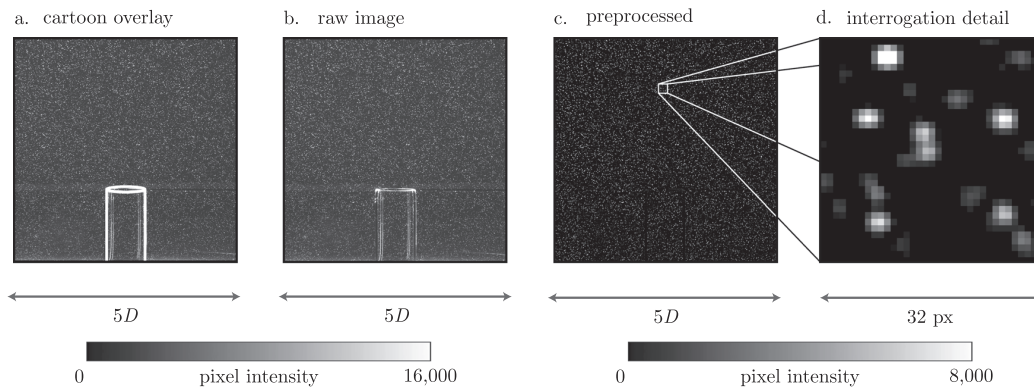 a. cartoon overlay
b. raw image
c. preprocessed
d. interrogation detail
5D
5D
5D
32 px
0
pixel intensity
16,000
0
pixel intensity
8,000